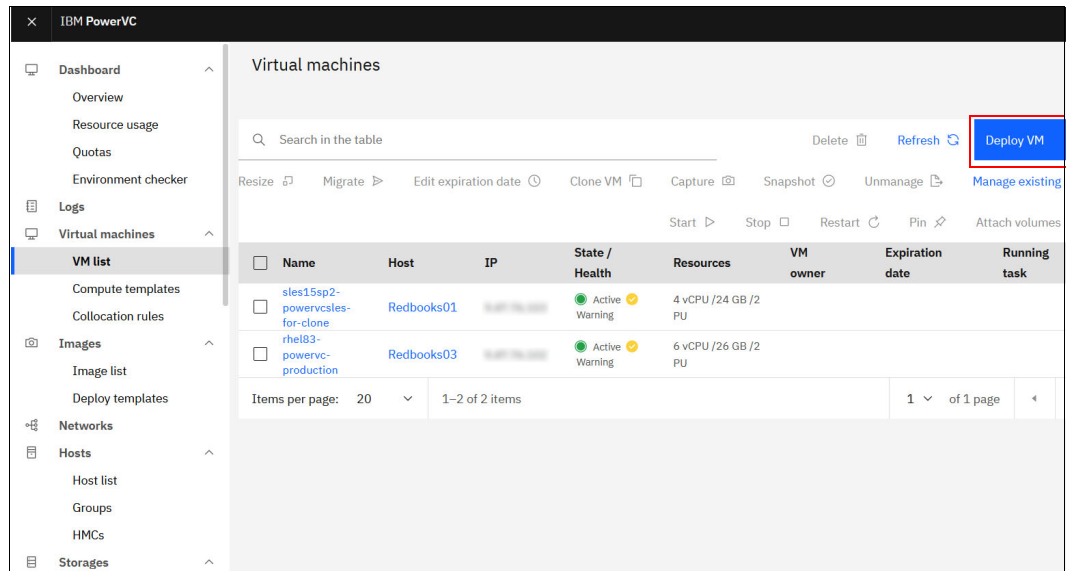 IBM PowerVC
Dashboard
Overview
Resource usage
Quotas
Environment checker
Logs
Virtual machines
VM list
Compute templates
Collocation rules
Images
Image list
Deploy templates
Networks
Hosts
Host list
Groups
HMCs
Storages
Virtual machines
Search in the table
Delete
Refresh
Deploy VM
Resize
Migrate
Edit expiration date
Clone VM
Capture
Snapshot
Unmanage
Manage existing
Start
Stop
Restart
Pin
Attach volumes
Name
Host
IP
State /
Health
Resources
VM
owner
Expiration
date
Running
task
sles15sp2-
powervcsles-
for-clone
Redbooks01
Active
Warning
4 vCPU /24 GB /2
PU
rhel83-
powervc-
production
Redbooks03
Active
Warning
6 vCPU /26 GB /2
PU
Items per page: 20
1–2 of 2 items
1 of 1 page